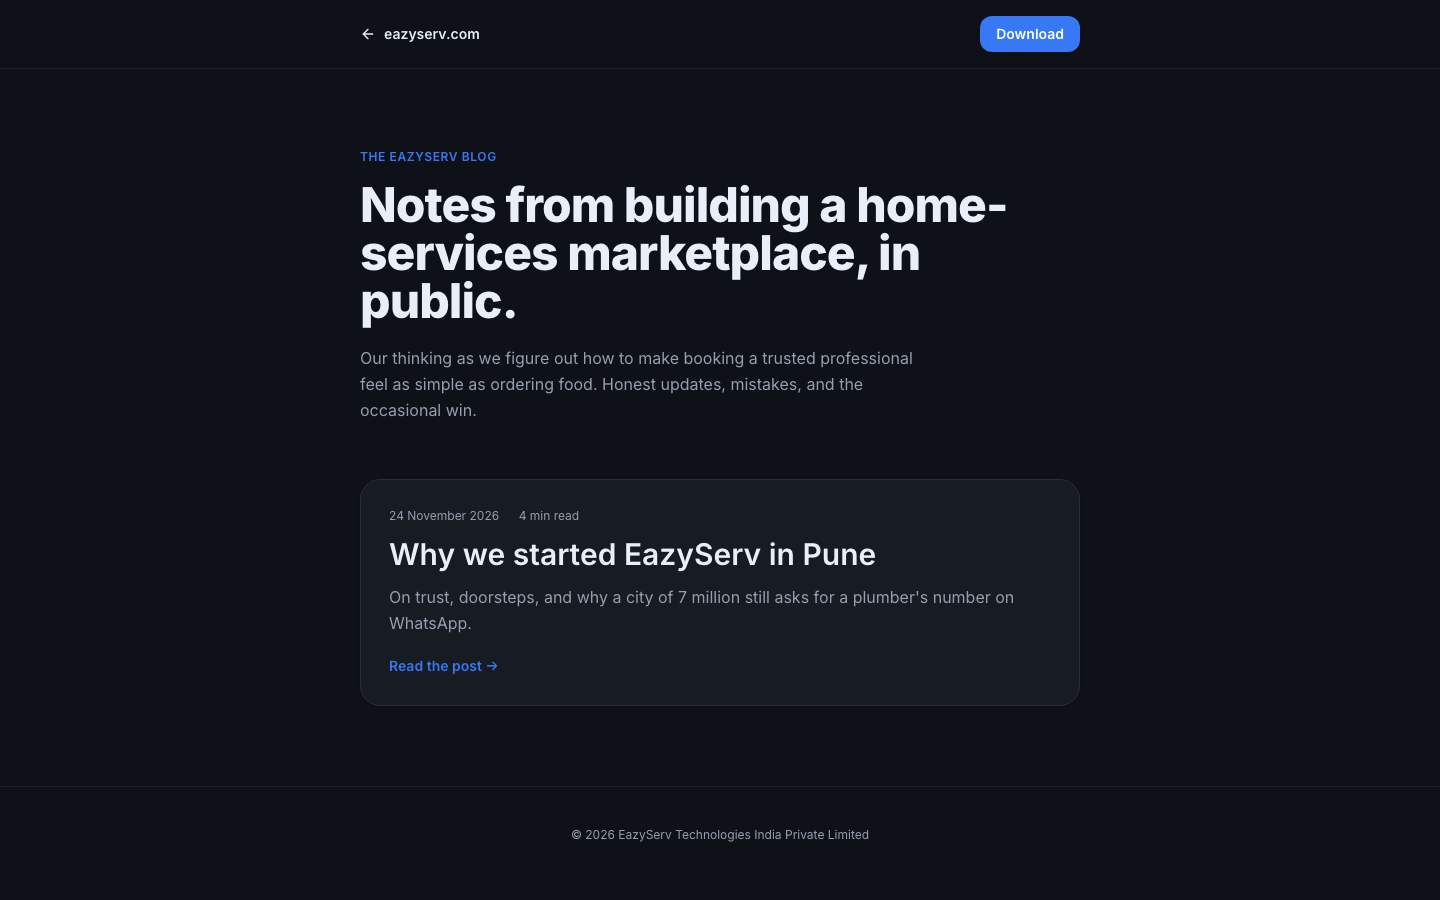 ← eazyserv.com
Download
THE EAZYSERV BLOG
Notes from building a home-
services marketplace, in
public.
Our thinking as we figure out how to make booking a trusted professional
feel as simple as ordering food. Honest updates, mistakes, and the
occasional win.
24 November 2026 4 min read
Why we started EazyServ in Pune
On trust, doorsteps, and why a city of 7 million still asks for a plumber's number on
WhatsApp.
Read the post →
© 2026 EazyServ Technologies India Private Limited